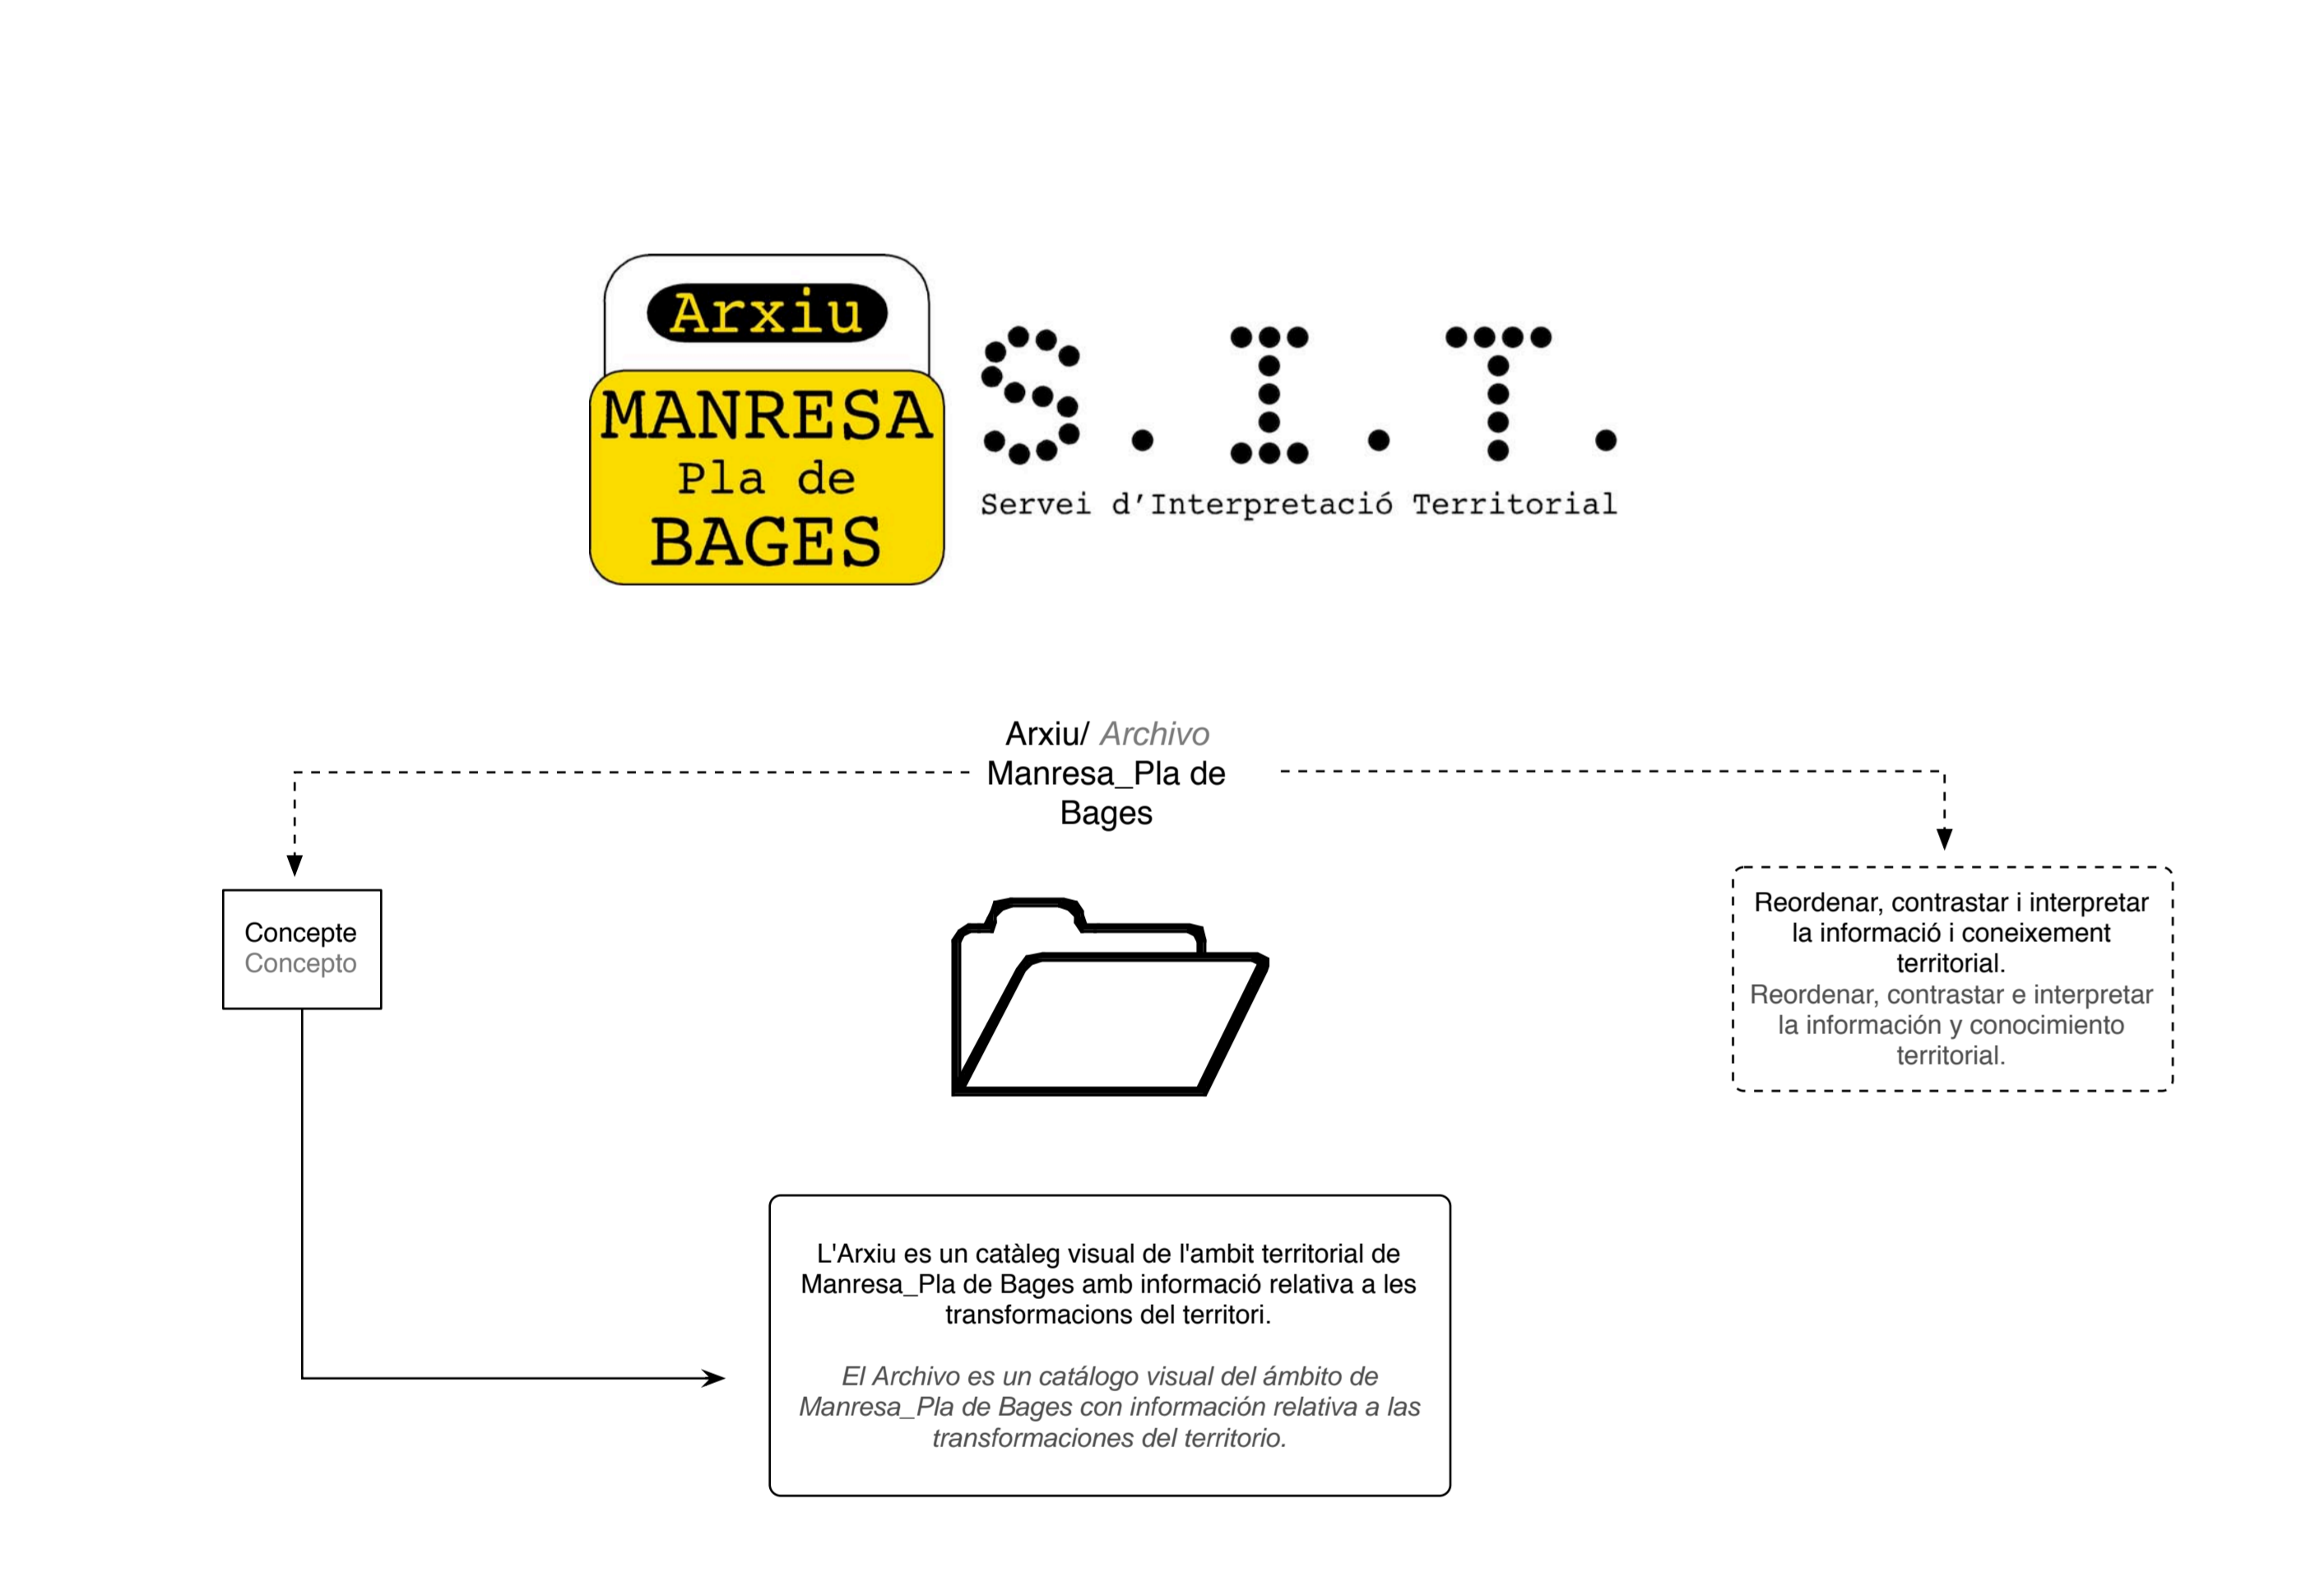 Arxiu
MANRESA
Pla de
BAGES
S.I.T.
Servei d'Interpretació Territorial
Arxiu/ Archivo
Manresa_Pla de
Bages
Concepte
Concepto
Reordenar, contrastar i interpretar
la informació i coneixement
territorial.
Reordenar, contrastar e interpretar
la información y conocimiento
territorial.
L'Arxiu es un catàleg visual de l'ambit territorial de
Manresa_Pla de Bages amb informació relativa a les
transformacions del territori.
El Archivo es un catálogo visual del ámbito de
Manresa_Pla de Bages con información relativa a las
transformaciones del territorio.